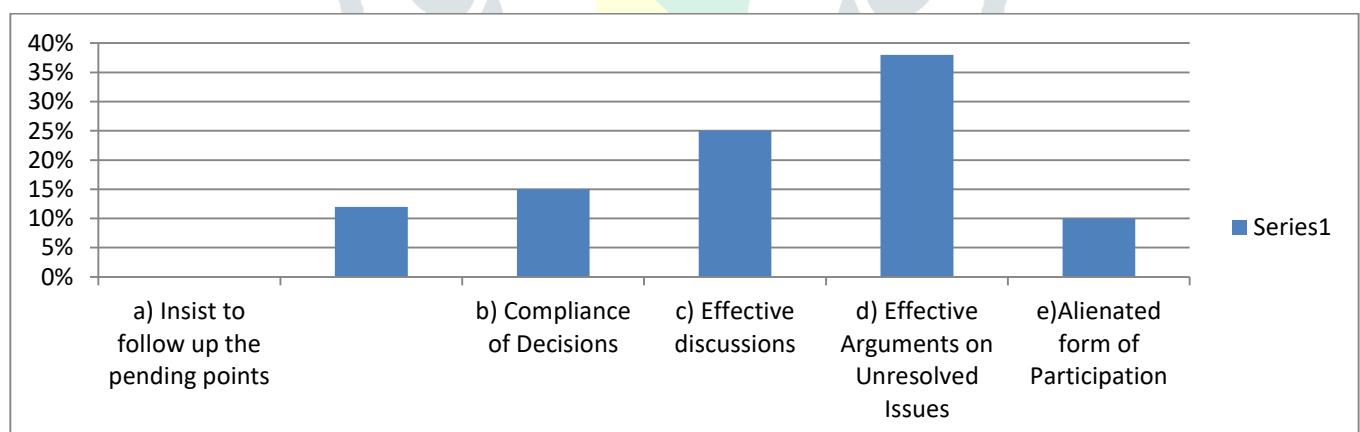 40%
35%
30%
25%
20%
15%
10%
5%
0%
a) Insist to
follow up the
pending points
b) Compliance
of Decisions
c) Effective
discussions
d) Effective
Arguments on
Unresolved
Issues
e)Alienated
form of
Participation
Series1